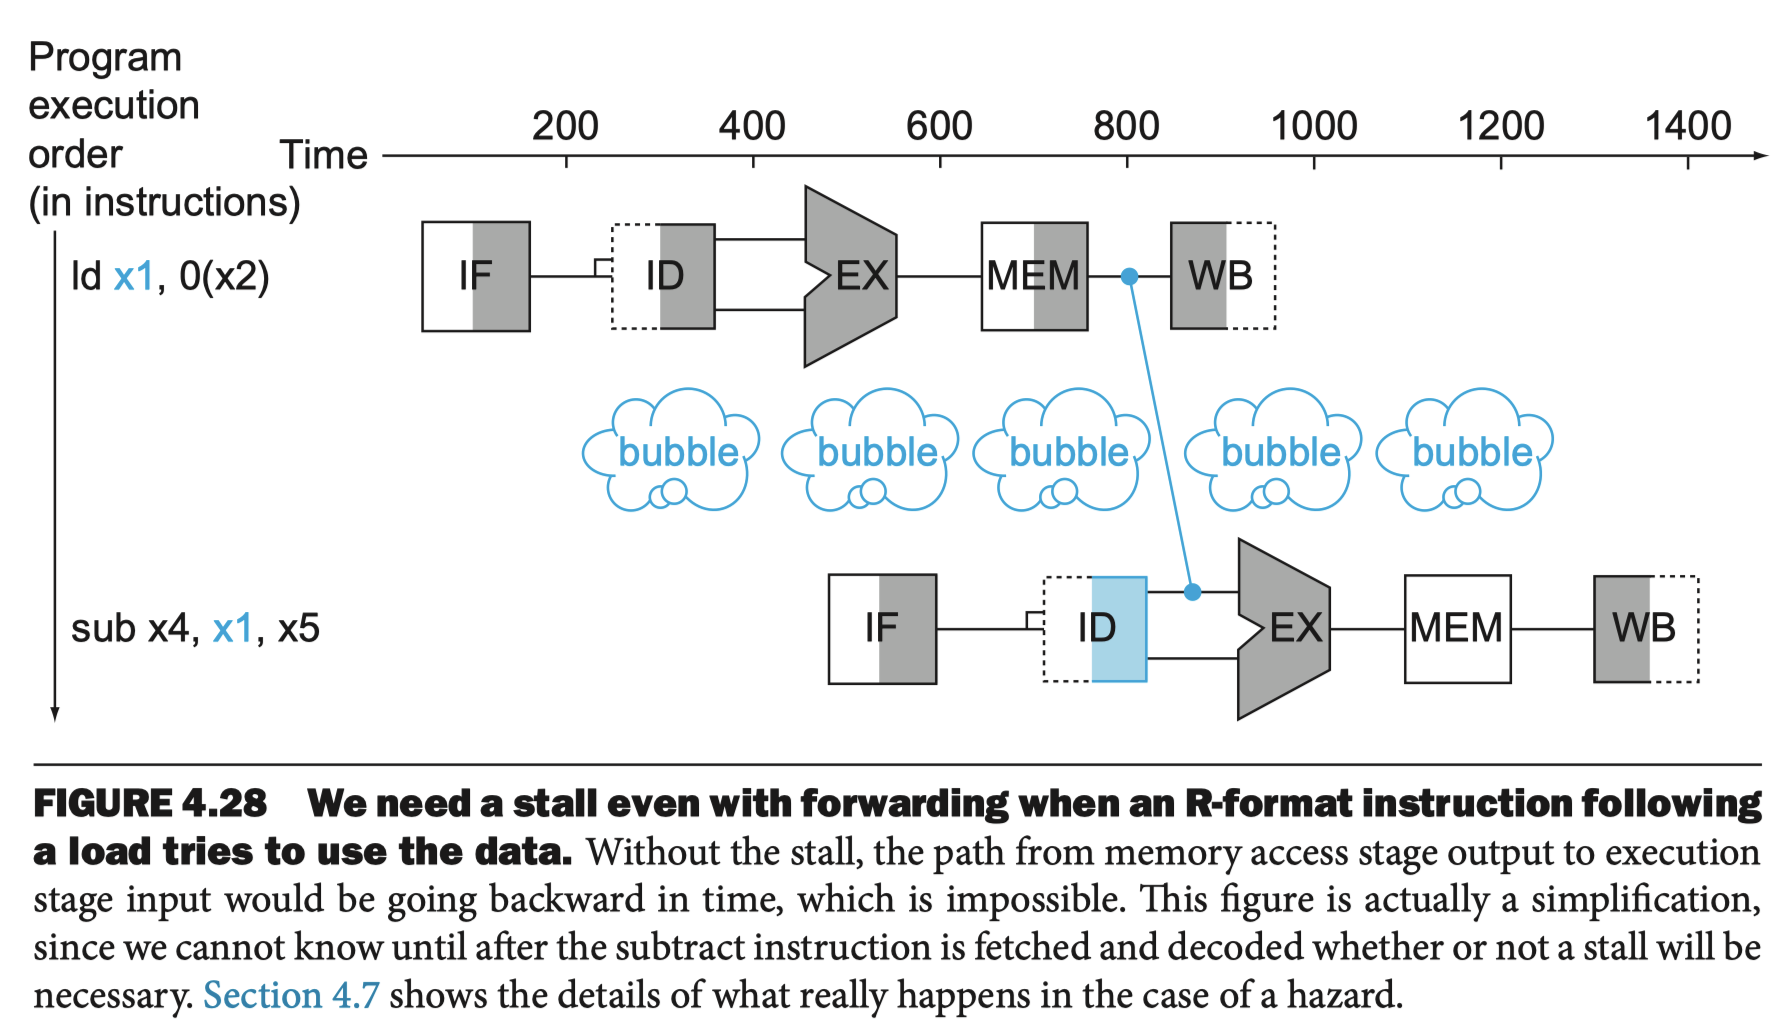 Program
execution
order
(in instructions)
Time
200 400 600 800 1000 1200 1400
ld x1, 0(x2)
IF ID EX MEM WB
bubble bubble bubble bubble bubble
sub x4, x1, x5
IF ID EX MEM WB
FIGURE 4.28 We need a stall even with forwarding when an R-format instruction following
a load tries to use the data. Without the stall, the path from memory access stage output to execution
stage input would be going backward in time, which is impossible. This figure is actually a simplification,
since we cannot know until after the subtract instruction is fetched and decoded whether or not a stall will be
necessary. Section 4.7 shows the details of what really happens in the case of a hazard.